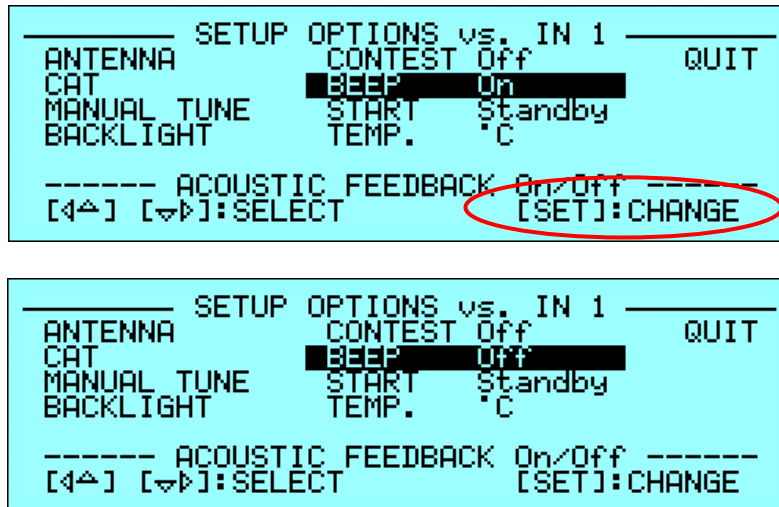 SETUP OPTIONS vs. IN 1
ANTENNA CONTEST Off QUIT
CAT BEEP On
MANUAL TUNE START Standby
BACKLIGHT TEMP. °C
------ ACOUSTIC FEEDBACK On/Off ------
[◁△] [▽▷]:SELECT [SET]:CHANGE
SETUP OPTIONS vs. IN 1
ANTENNA CONTEST Off QUIT
CAT BEEP Off
MANUAL TUNE START Standby
BACKLIGHT TEMP. °C
------ ACOUSTIC FEEDBACK On/Off ------
[◁△] [▽▷]:SELECT [SET]:CHANGE